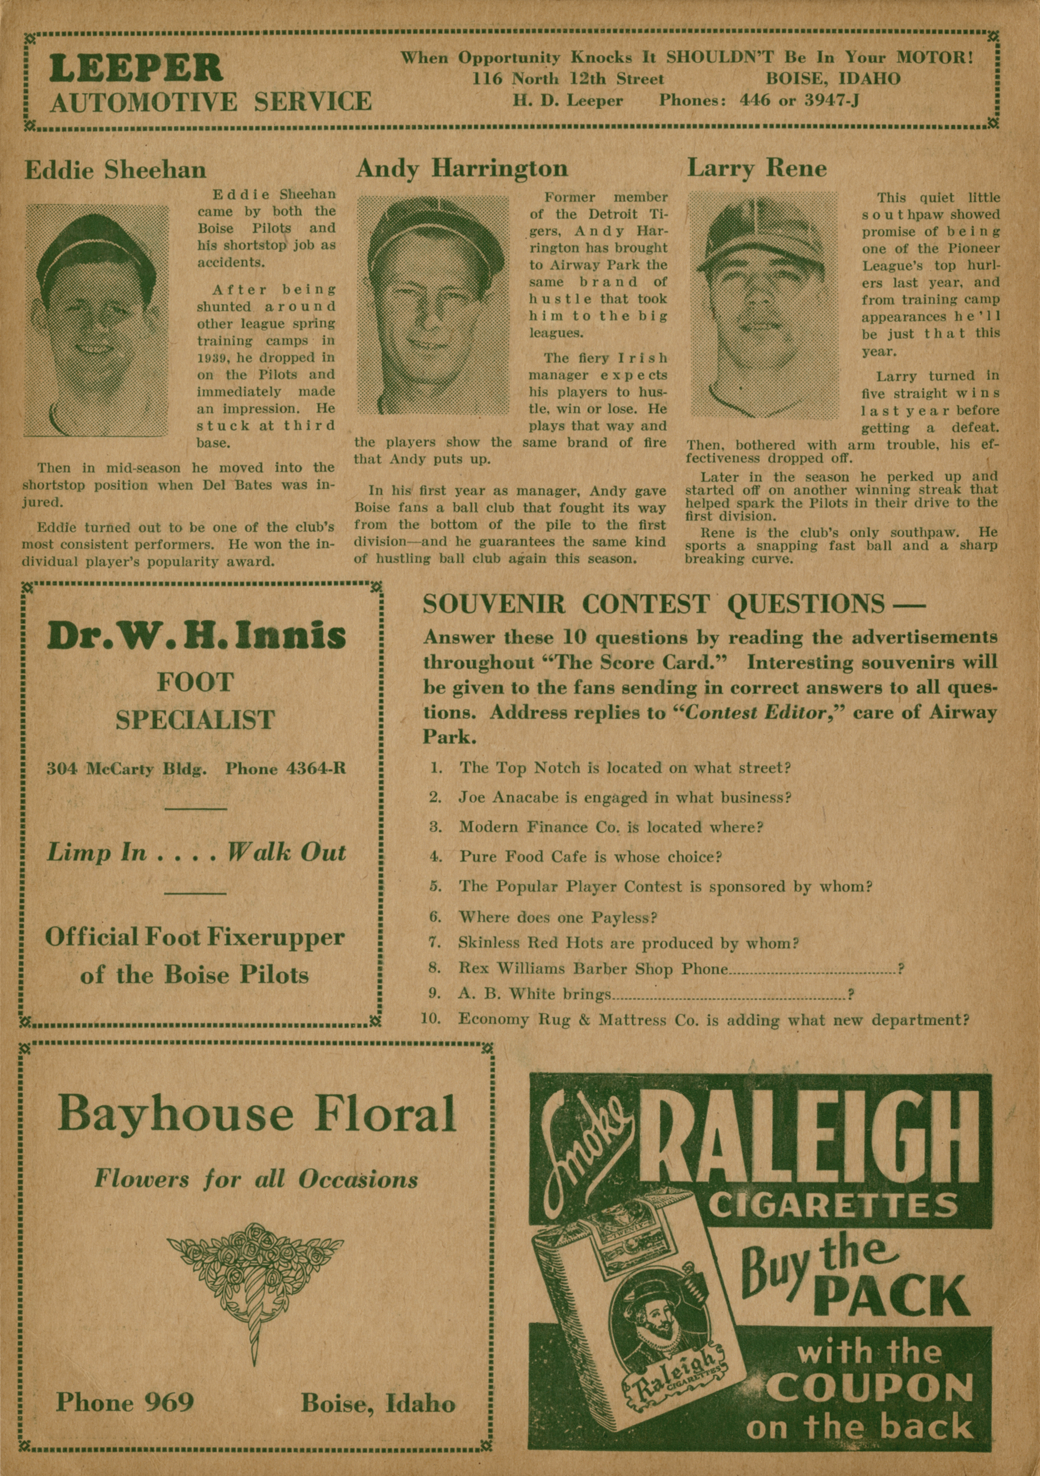 LEEPER
AUTOMOTIVE SERVICE
When Opportunity Knocks It SHOULDN'T Be In Your MOTOR!
116 North 12th Street BOISE, IDAHO
H. D. Leeper Phones: 446 or 3947-J
Eddie Sheehan
Eddie Sheehan
came by both the
Boise Pilots and
his shortstop job as
accidents.
After being
shunted around
other league spring
training camps in
1939, he dropped in
on the Pilots and
immediately made
an impression. He
stuck at third
base.
Then in mid-season he moved into the
shortstop position when Del Bates was in-
jured.
Eddie turned out to be one of the club's
most consistent performers. He won the in-
dividual player's popularity award.
Andy Harrington
Former member
of the Detroit Ti-
gers, Andy Har-
rington has brought
to Airway Park the
same brand of
hustle that took
him to the big
leagues.
The fiery Irish
manager expects
his players to hus-
tle, win or lose. He
plays that way and
the players show the same brand of fire
that Andy puts up.
In his first year as manager, Andy gave
Boise fans a ball club that fought its way
from the bottom of the pile to the first
division—and he guarantees the same kind
of hustling ball club again this season.
Larry Rene
This quiet little
southpaw showed
promise of being
one of the Pioneer
League's top hurl-
ers last year, and
from training camp
appearances he'll
be just that this
year.
Larry turned in
five straight wins
last year before
getting a defeat.
Then, bothered with arm trouble, his ef-
fectiveness dropped off.
Later in the season he perked up and
started off on another winning streak that
helped spark the Pilots in their drive to the
first division.
Rene is the club's only southpaw. He
sports a snapping fast ball and a sharp
breaking curve.
Dr. W. H. Innis
FOOT
SPECIALIST
304 McCarty Bldg. Phone 4364-R
Limp In . . . . Walk Out
Official Foot Fixerupper
of the Boise Pilots
SOUVENIR CONTEST QUESTIONS —
Answer these 10 questions by reading the advertisements
throughout "The Score Card." Interesting souvenirs will
be given to the fans sending in correct answers to all ques-
tions. Address replies to "Contest Editor," care of Airway
Park.
1. The Top Notch is located on what street?
2. Joe Anacabe is engaged in what business?
3. Modern Finance Co. is located where?
4. Pure Food Cafe is whose choice?
5. The Popular Player Contest is sponsored by whom?
6. Where does one Payless?
7. Skinless Red Hots are produced by whom?
8. Rex Williams Barber Shop Phone..........?
9. A. B. White brings..........?
10. Economy Rug & Mattress Co. is adding what new department?
Bayhouse Floral
Flowers for all Occasions
Phone 969 Boise, Idaho
Smoke RALEIGH
CIGARETTES
Buy the
PACK
with the
COUPON
on the back
Raleigh
CIGARETTES